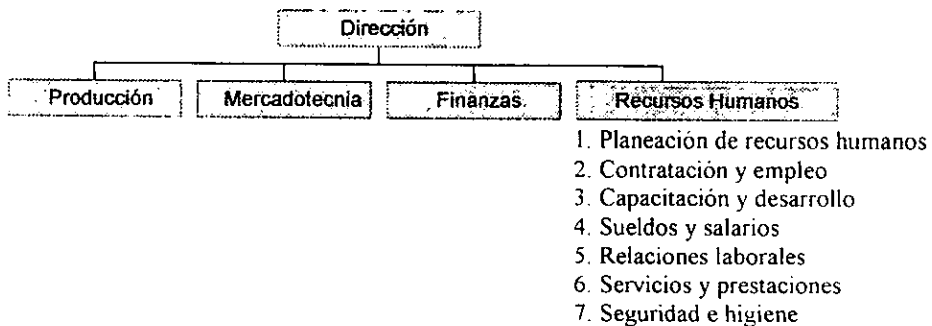 Dirección
Producción Mercadotecnia Finanzas. Recursos Humanos
1. Planeación de recursos humanos
2. Contratación y empleo
3. Capacitación y desarrollo
4. Sueldos y salarios
5. Relaciones laborales
6. Servicios y prestaciones
7. Seguridad e higiene